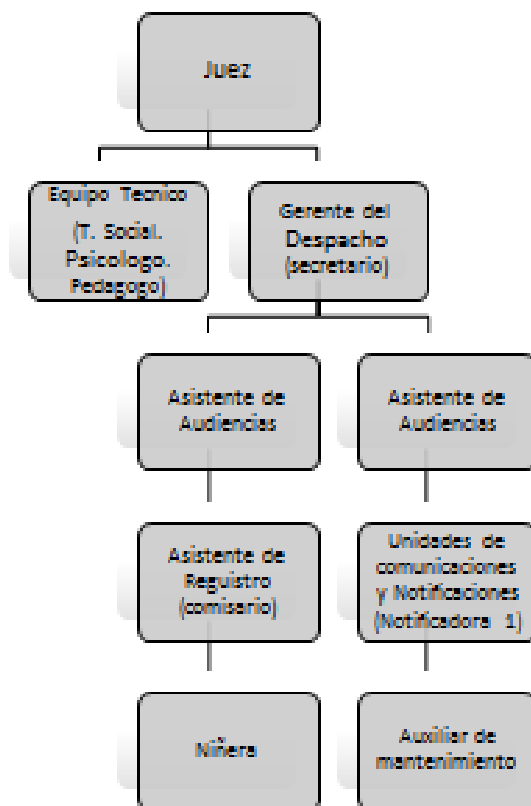 Juez
Equipo Tecnico
(T. Social.
Psicologo.
Pedagogo)
Gerente del
Despacho
(secretario)
Asistente de
Audiencias
Asistente de
Audiencias
Asistente de
Reguistro
(comisario)
Unidades de
comunicaciones
y Notificaciones
(Notificadora 1)
Niñera
Auxiliar de
mantenimiento